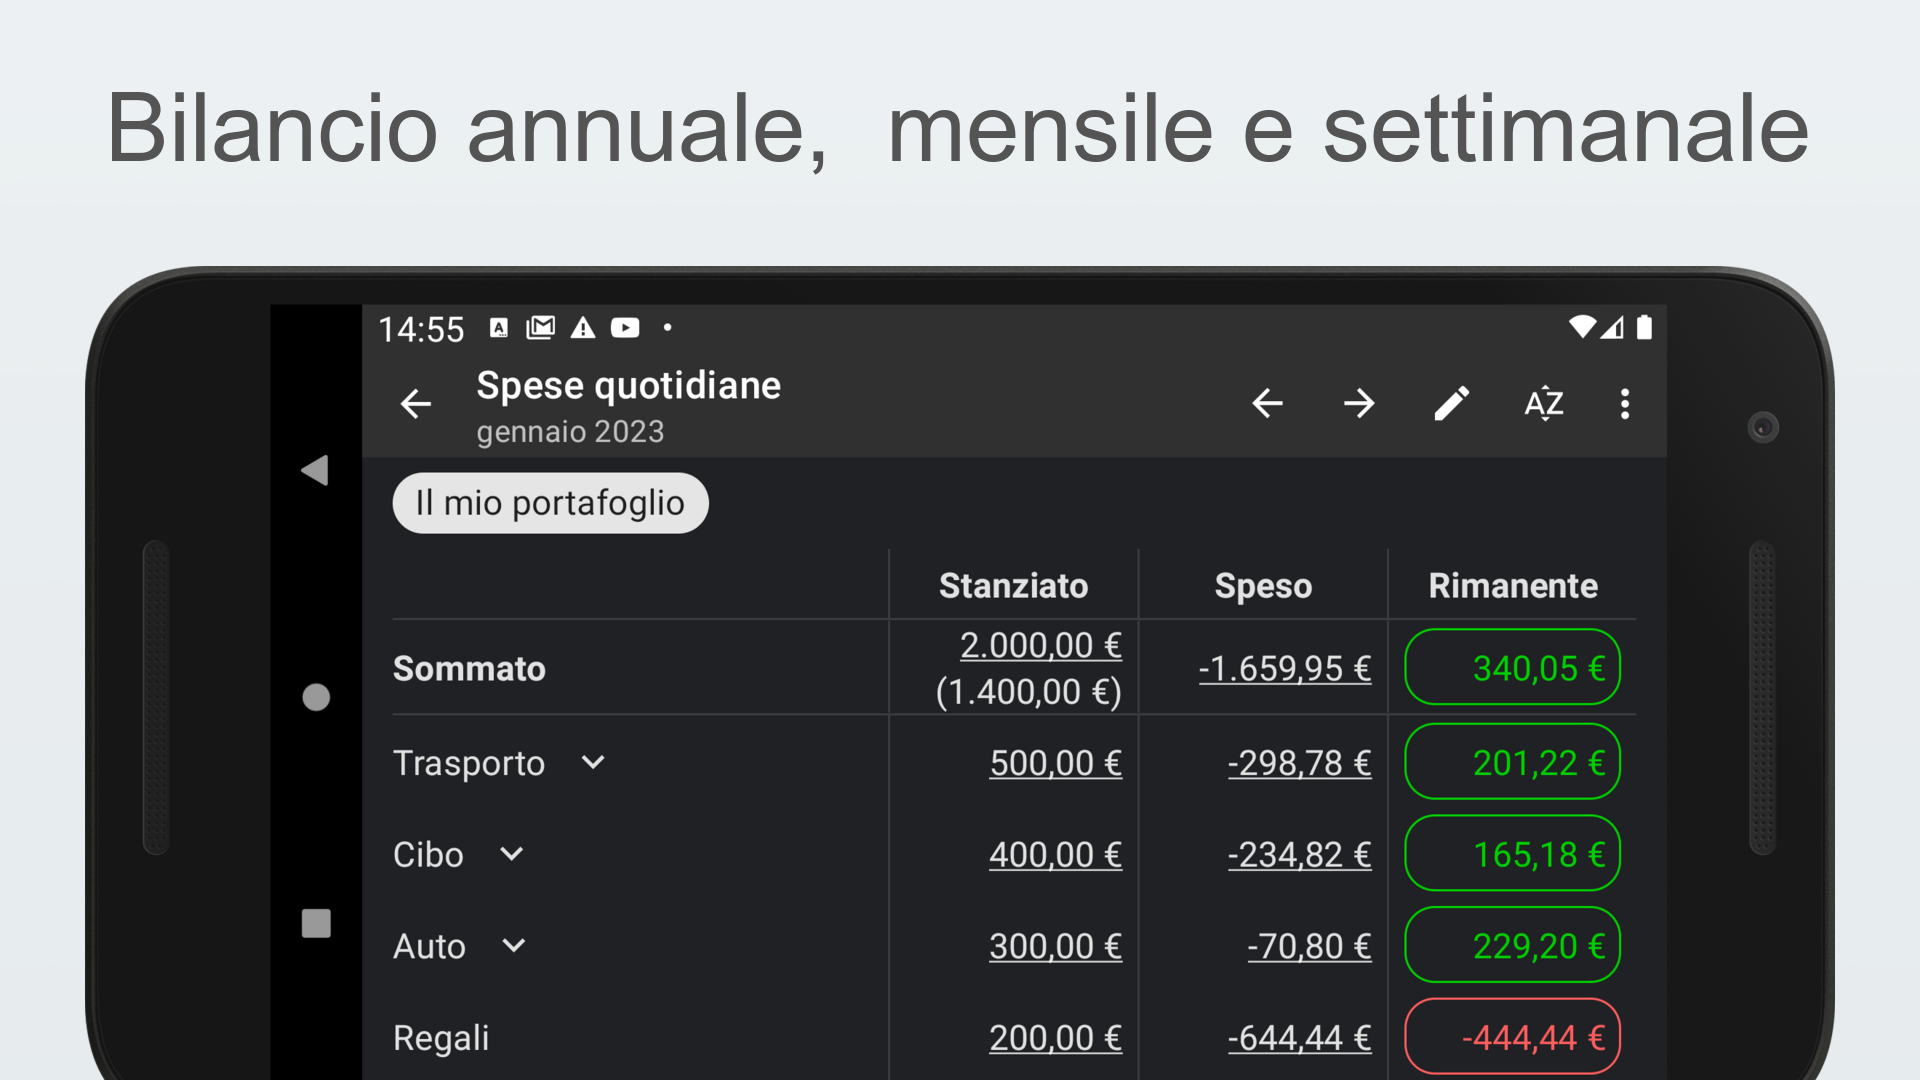 Bilancio annuale, mensile e settimanale
14:55
Spese quotidiane
gennaio 2023
AZ
Il mio portafoglio
Stanziato Speso Rimanente
Sommato 2.000,00 € (1.400,00 €) -1.659,95 € 340,05 €
Trasporto 500,00 € -298,78 € 201,22 €
Cibo 400,00 € -234,82 € 165,18 €
Auto 300,00 € -70,80 € 229,20 €
Regali 200,00 € -644,44 € -444,44 €